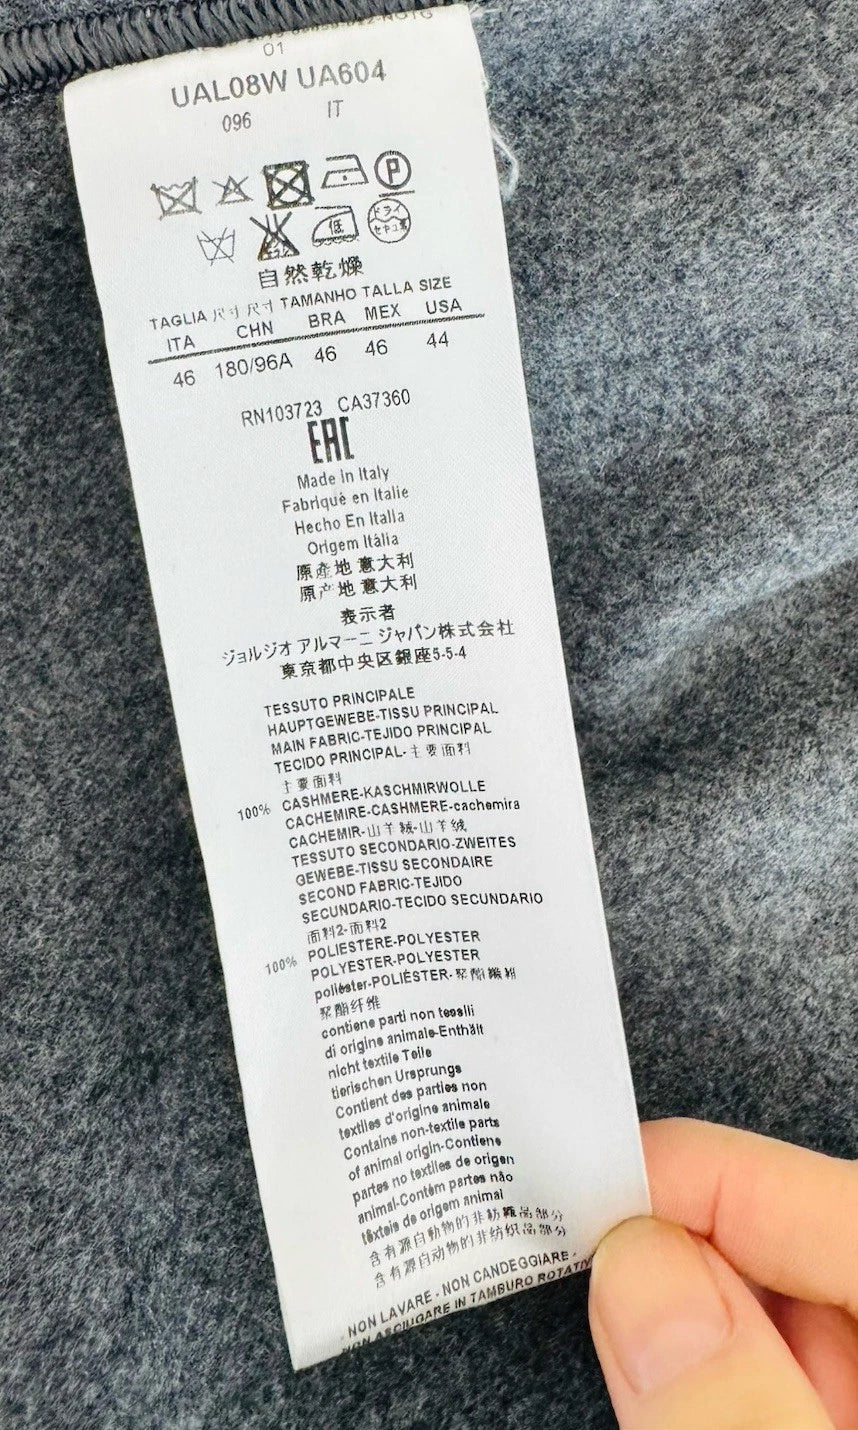 01
UAL08W UA604
096 IT
P
ドライ
セキユ系
低
自然乾燥
TAGLIA 尺寸 尺寸 TAMANHO TALLA SIZE
ITA CHN BRA MEX USA
46 180/96A 46 46 44
RN103723 CA37360
EAC
Made in Italy
Fabriquè en Italie
Hecho En Italia
Origem Itália
原產地 意大利
原产地 意大利
表示者
ジョルジオ アルマーニ ジャパン株式会社
東京都中央区銀座5-5-4
TESSUTO PRINCIPALE
HAUPTGEWEBE-TISSU PRINCIPAL
MAIN FABRIC-TEJIDO PRINCIPAL
TECIDO PRINCIPAL-主要面料
主要面料
100% CASHMERE-KASCHMIRWOLLE
CACHEMIRE-CASHMERE-cachemira
CACHEMIR-山羊絨-山羊绒
TESSUTO SECONDARIO-ZWEITES
GEWEBE-TISSU SECONDAIRE
SECOND FABRIC-TEJIDO
SECUNDARIO-TECIDO SECUNDARIO
面料2-面料2
100% POLIESTERE-POLYESTER
POLYESTER-POLYESTER
poliéster-POLIÉSTER-聚酯纖維
聚酯纤维
contiene parti non tessili
di origine animale-Enthält
nicht textile Teile
tierischen Ursprungs
Contient des parties non
textiles d'origine animale
Contains non-textile parts
of animal origin-Contiene
partes no textiles de origen
animal-Contém partes não
têxteis de origem animal
含有源自動物的非紡織品部分
含有源自动物的非纺织品部分
NON LAVARE - NON CANDEGGIARE -
NON ASCIUGARE IN TAMBURO ROTATIV